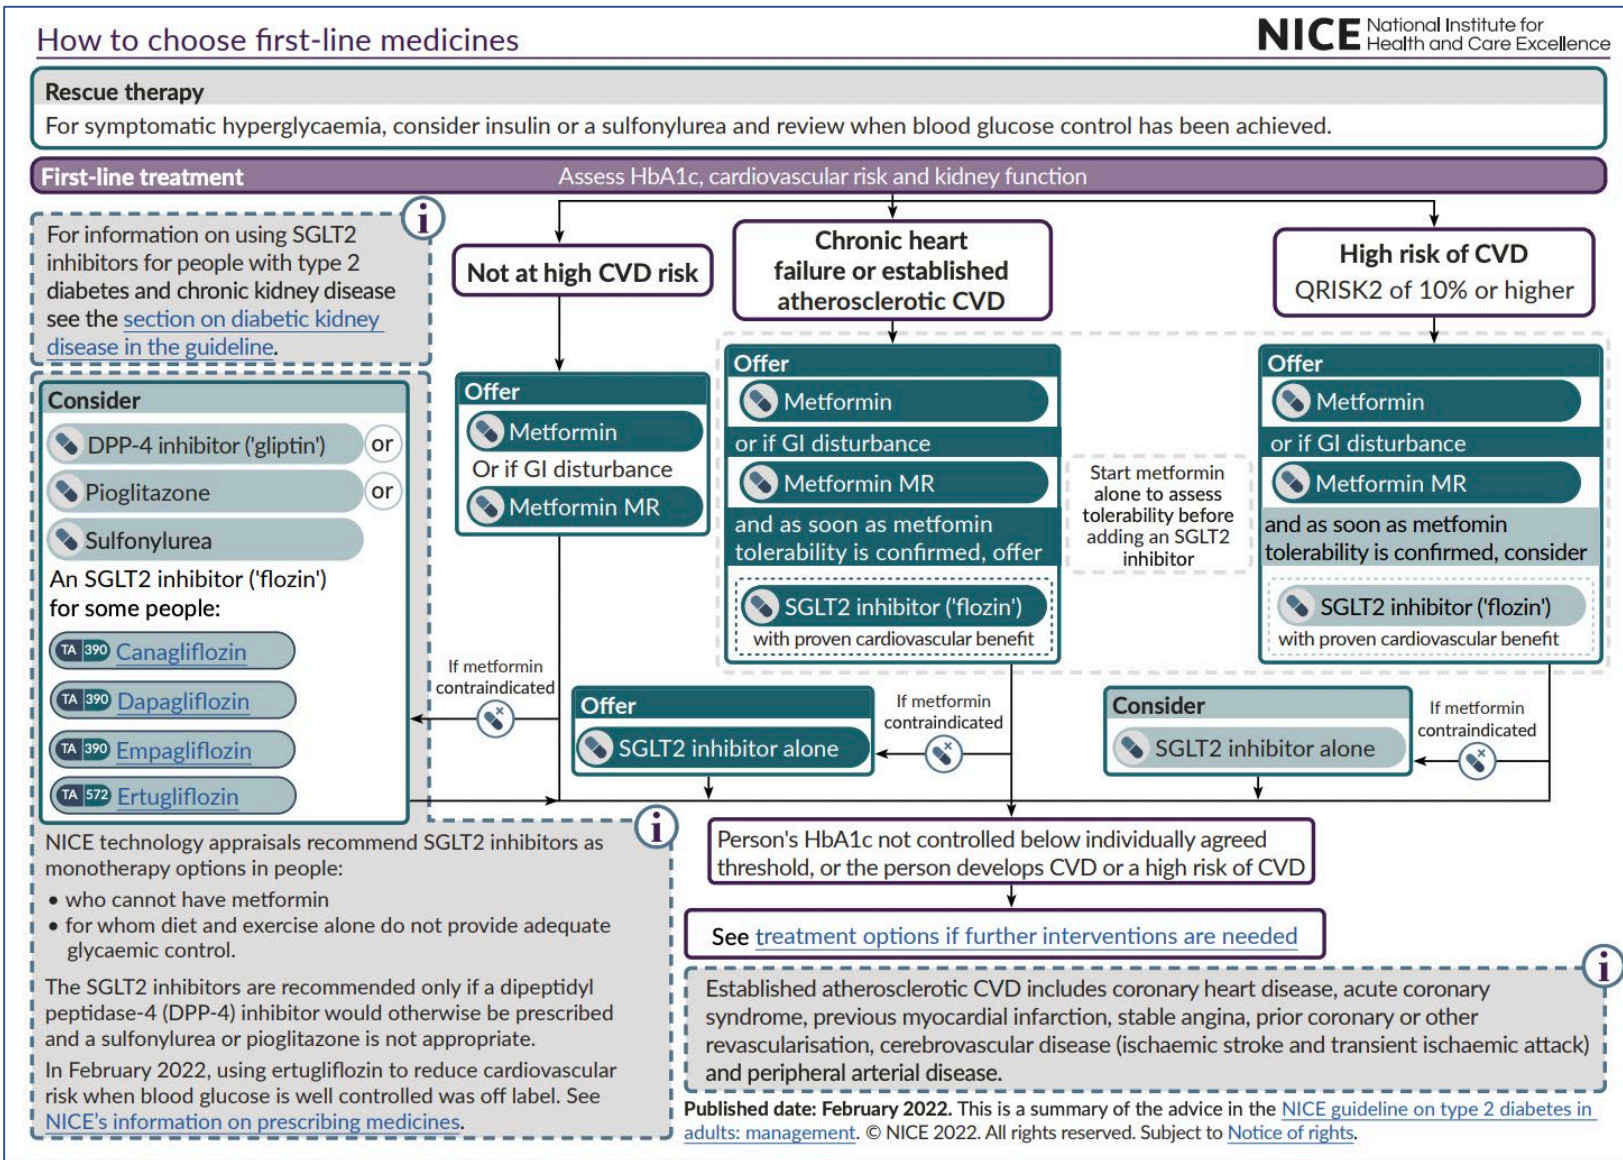 How to choose first-line medicines
NICE National Institute for
Health and Care Excellence
Rescue therapy
For symptomatic hyperglycaemia, consider insulin or a sulfonylurea and review when blood glucose control has been achieved.
First-line treatment
Assess HbA1c, cardiovascular risk and kidney function
i
For information on using SGLT2
inhibitors for people with type 2
diabetes and chronic kidney disease
see the section on diabetic kidney
disease in the guideline.
Consider
DPP-4 inhibitor ('gliptin') or
Pioglitazone or
Sulfonylurea
An SGLT2 inhibitor ('flozin')
for some people:
TA 390 Canagliflozin
TA 390 Dapagliflozin
TA 390 Empagliflozin
TA 572 Ertugliflozin
i
NICE technology appraisals recommend SGLT2 inhibitors as
monotherapy options in people:
• who cannot have metformin
• for whom diet and exercise alone do not provide adequate
glycaemic control.
The SGLT2 inhibitors are recommended only if a dipeptidyl
peptidase-4 (DPP-4) inhibitor would otherwise be prescribed
and a sulfonylurea or pioglitazone is not appropriate.
In February 2022, using ertugliflozin to reduce cardiovascular
risk when blood glucose is well controlled was off label. See
NICE's information on prescribing medicines.
Not at high CVD risk
Offer
Metformin
Or if GI disturbance
Metformin MR
If metformin
contraindicated
Chronic heart
failure or established
atherosclerotic CVD
Offer
Metformin
or if GI disturbance
Metformin MR
and as soon as metfomin
tolerability is confirmed, offer
SGLT2 inhibitor ('flozin')
with proven cardiovascular benefit
If metformin
contraindicated
Offer
SGLT2 inhibitor alone
Start metformin
alone to assess
tolerability before
adding an SGLT2
inhibitor
High risk of CVD
QRISK2 of 10% or higher
Offer
Metformin
or if GI disturbance
Metformin MR
and as soon as metfomin
tolerability is confirmed, consider
SGLT2 inhibitor ('flozin')
with proven cardiovascular benefit
If metformin
contraindicated
Consider
SGLT2 inhibitor alone
Person's HbA1c not controlled below individually agreed
threshold, or the person develops CVD or a high risk of CVD
See treatment options if further interventions are needed
i
Established atherosclerotic CVD includes coronary heart disease, acute coronary
syndrome, previous myocardial infarction, stable angina, prior coronary or other
revascularisation, cerebrovascular disease (ischaemic stroke and transient ischaemic attack)
and peripheral arterial disease.
Published date: February 2022. This is a summary of the advice in the NICE guideline on type 2 diabetes in
adults: management. © NICE 2022. All rights reserved. Subject to Notice of rights.